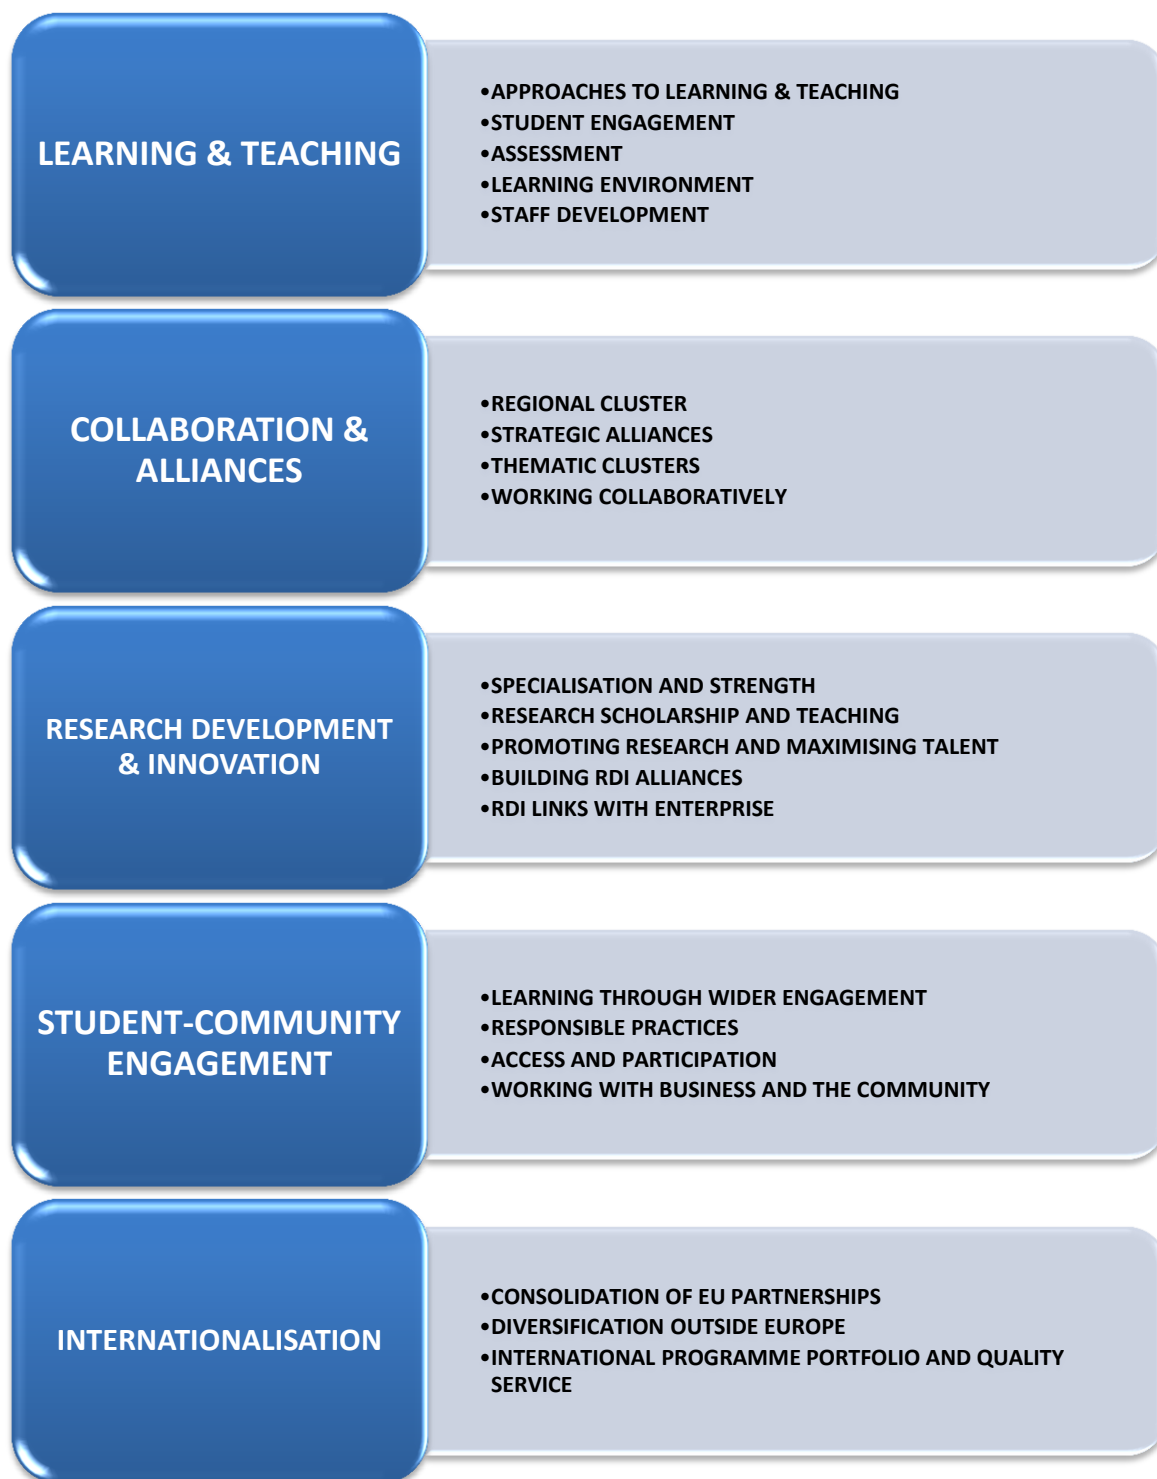 LEARNING & TEACHING
•APPROACHES TO LEARNING & TEACHING
•STUDENT ENGAGEMENT
•ASSESSMENT
•LEARNING ENVIRONMENT
•STAFF DEVELOPMENT
COLLABORATION &
ALLIANCES
•REGIONAL CLUSTER
•STRATEGIC ALLIANCES
•THEMATIC CLUSTERS
•WORKING COLLABORATIVELY
RESEARCH DEVELOPMENT
& INNOVATION
•SPECIALISATION AND STRENGTH
•RESEARCH SCHOLARSHIP AND TEACHING
•PROMOTING RESEARCH AND MAXIMISING TALENT
•BUILDING RDI ALLIANCES
•RDI LINKS WITH ENTERPRISE
STUDENT-COMMUNITY
ENGAGEMENT
•LEARNING THROUGH WIDER ENGAGEMENT
•RESPONSIBLE PRACTICES
•ACCESS AND PARTICIPATION
•WORKING WITH BUSINESS AND THE COMMUNITY
INTERNATIONALISATION
•CONSOLIDATION OF EU PARTNERSHIPS
•DIVERSIFICATION OUTSIDE EUROPE
•INTERNATIONAL PROGRAMME PORTFOLIO AND QUALITY
SERVICE